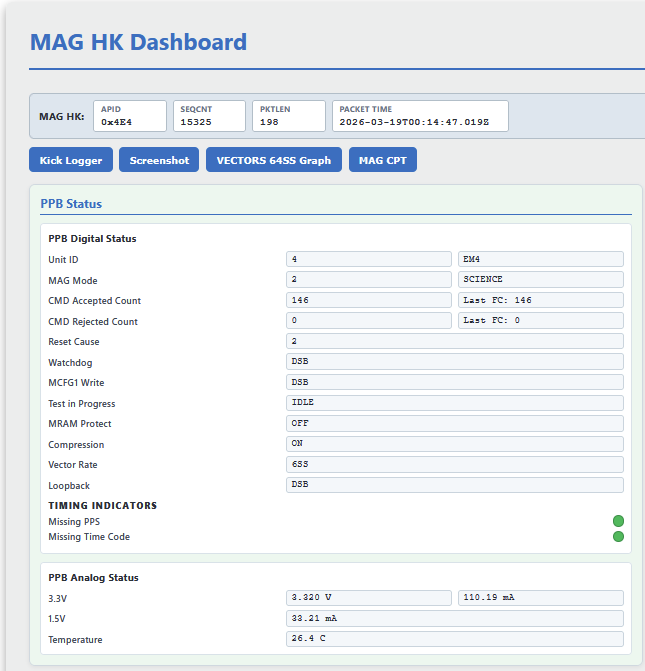 MAG HK Dashboard
MAG HK: APID 0x4E4 SEQCNT 15325 PKTLEN 198 PACKET TIME 2026-03-19T00:14:47.019Z
Kick Logger Screenshot VECTORS 64SS Graph MAG CPT
PPB Status
PPB Digital Status
Unit ID 4 EM4
MAG Mode 2 SCIENCE
CMD Accepted Count 146 Last FC: 146
CMD Rejected Count 0 Last FC: 0
Reset Cause 2
Watchdog DSB
MCFG1 Write DSB
Test in Progress IDLE
MRAM Protect OFF
Compression ON
Vector Rate 6SS
Loopback DSB
TIMING INDICATORS
Missing PPS
Missing Time Code
PPB Analog Status
3.3V 3.320 V 110.19 mA
1.5V 33.21 mA
Temperature 26.4 C